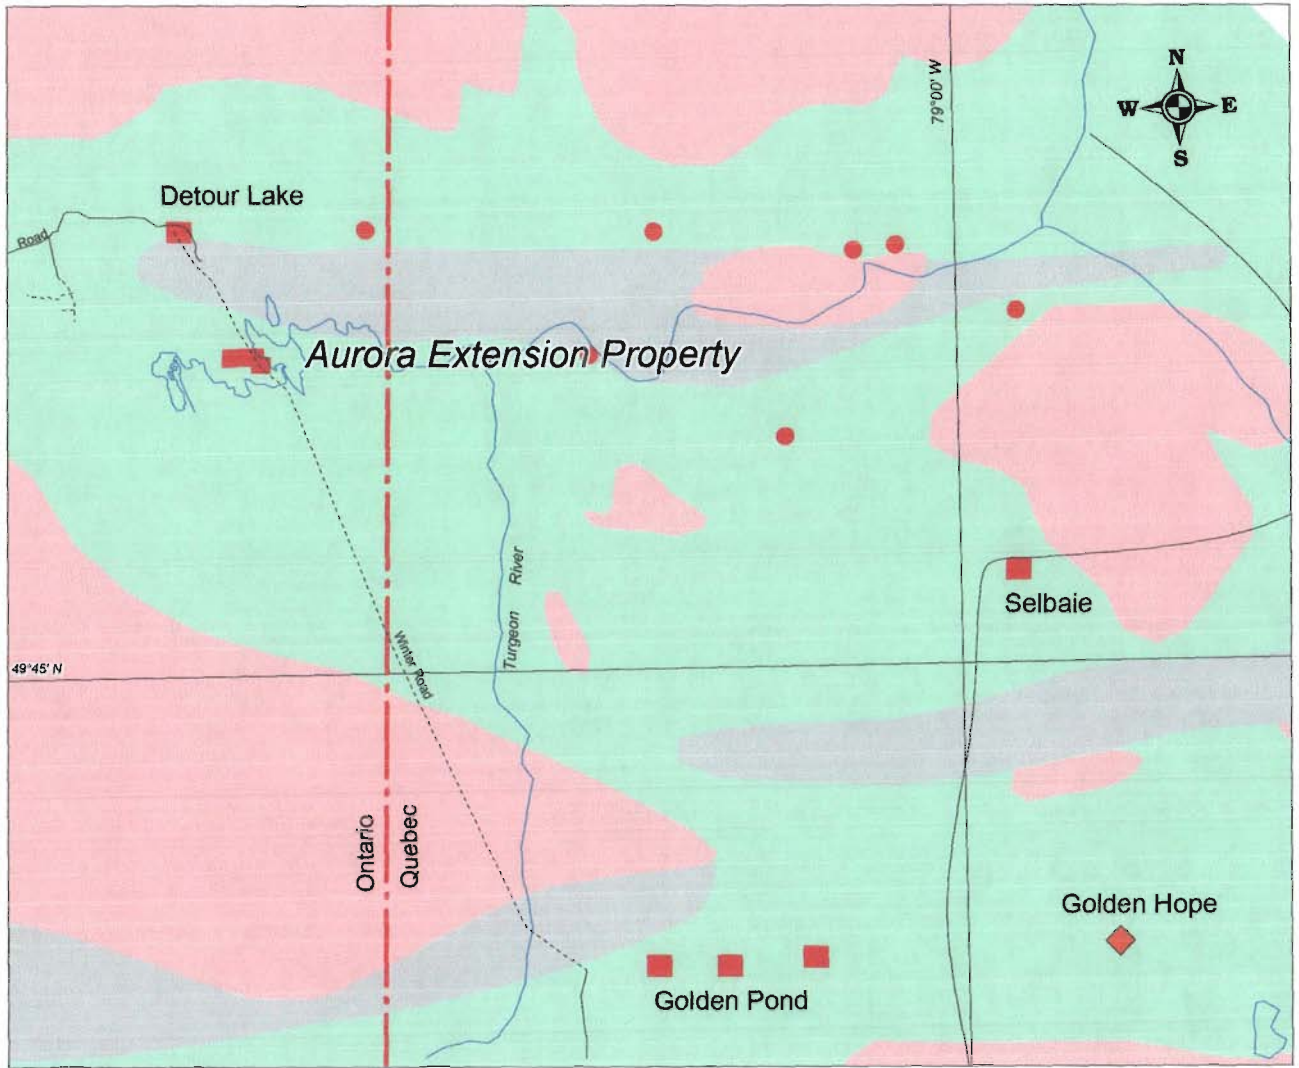 N
W E
S
79°00' W
Detour Lake
Road
Aurora Extension Property
Turgeon River
Selbaie
49°45' N
Winter Road
Ontario
Quebec
Golden Hope
Golden Pond